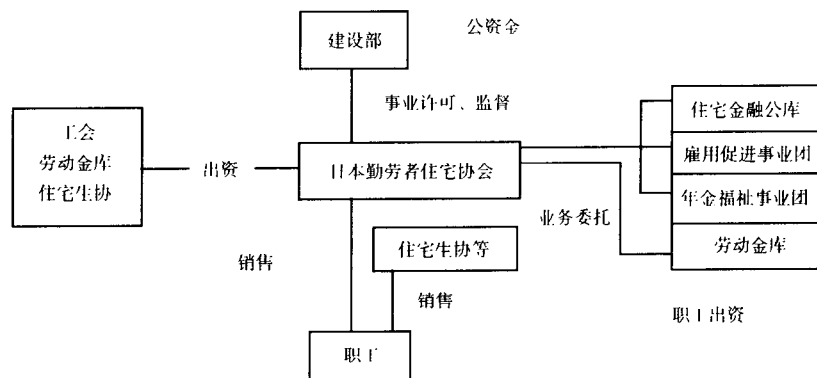 建设部
公资金
事业许可、监督
工会
劳动金库
住宅生协
出资
日本勤劳者住宅协会
住宅金融公库
雇用促进事业团
年金福祉事业团
劳动金库
业务委托
住宅生协等
销售
销售
职工出资
职工